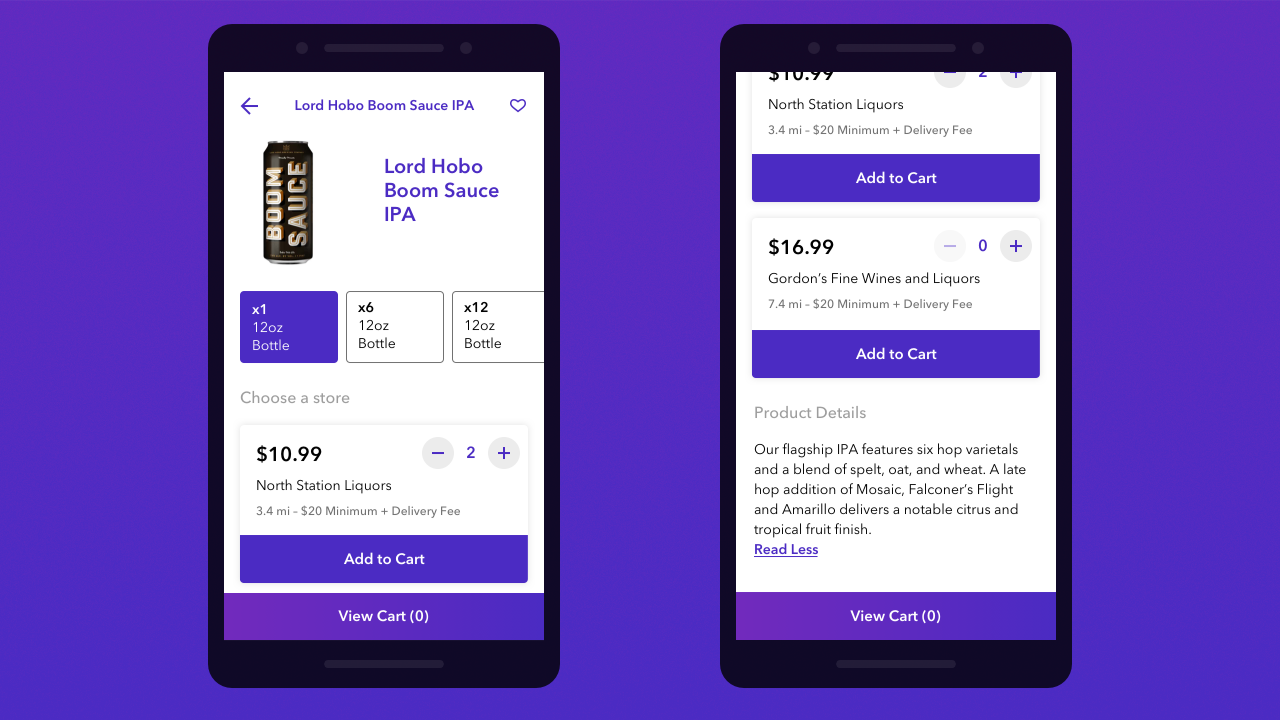 Lord Hobo Boom Sauce IPA
BOOM
SAUCE
Lord Hobo
Boom Sauce
IPA
x1
12oz
Bottle
x6
12oz
Bottle
x12
12oz
Bottle
Choose a store
$10.99
2
North Station Liquors
3.4 mi – $20 Minimum + Delivery Fee
Add to Cart
View Cart (0)
$10.99
2
North Station Liquors
3.4 mi – $20 Minimum + Delivery Fee
Add to Cart
$16.99
0
Gordon’s Fine Wines and Liquors
7.4 mi – $20 Minimum + Delivery Fee
Add to Cart
Product Details
Our flagship IPA features six hop varietals
and a blend of spelt, oat, and wheat. A late
hop addition of Mosaic, Falconer’s Flight
and Amarillo delivers a notable citrus and
tropical fruit finish.
Read Less
View Cart (0)